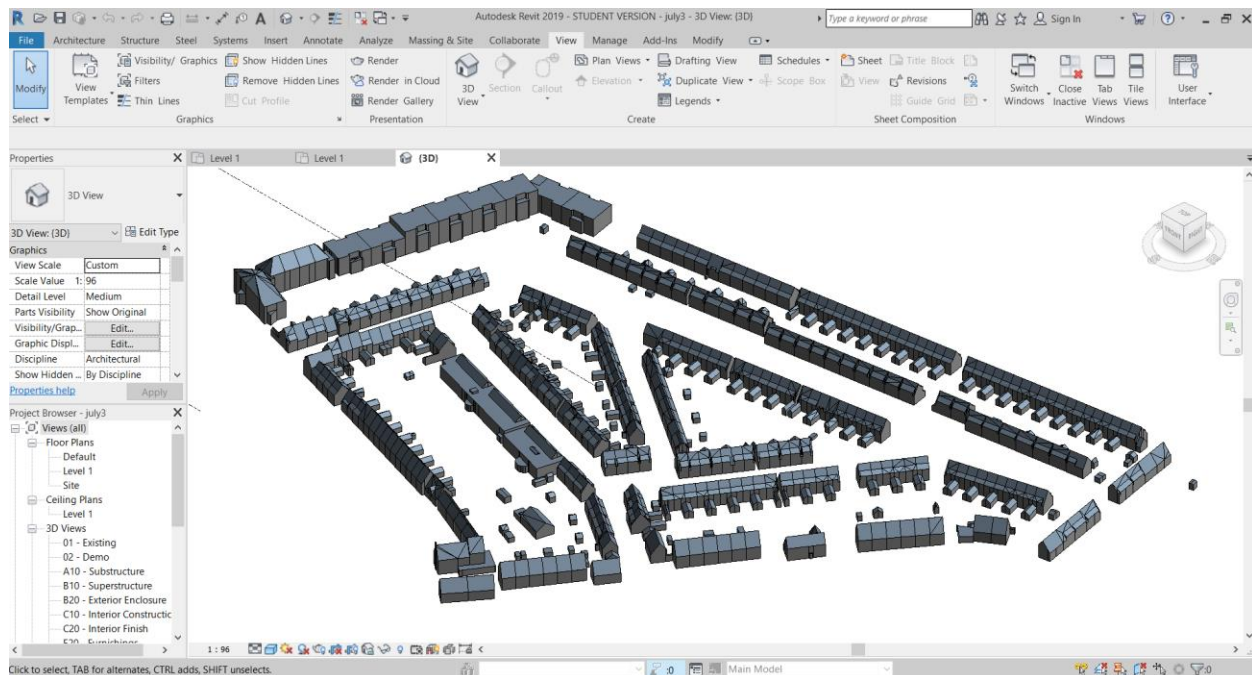 Autodesk Revit 2019 - STUDENT VERSION - july3 - 3D View: {3D}
Type a keyword or phrase
Sign In
File Architecture Structure Steel Systems Insert Annotate Analyze Massing & Site Collaborate View Manage Add-Ins Modify
Modify
View Templates
Visibility/ Graphics
Filters
Thin Lines
Show Hidden Lines
Remove Hidden Lines
Cut Profile
Render
Render in Cloud
Render Gallery
3D View
Section
Callout
Plan Views
Elevation
Drafting View
Duplicate View
Legends
Schedules
Scope Box
Sheet
View
Title Block
Revisions
Guide Grid
Switch Windows
Close Inactive
Tab Views
Tile Views
User Interface
Select Graphics Presentation Create Sheet Composition Windows
Properties
Level 1 Level 1 {3D}
3D View
3D View: {3D} Edit Type
Graphics
View Scale Custom
Scale Value 1: 96
Detail Level Medium
Parts Visibility Show Original
Visibility/Grap... Edit...
Graphic Displ... Edit...
Discipline Architectural
Show Hidden ... By Discipline
Properties help Apply
Project Browser - july3
Views (all)
Floor Plans
Default
Level 1
Site
Ceiling Plans
Level 1
3D Views
01 - Existing
02 - Demo
A10 - Substructure
B10 - Superstructure
B20 - Exterior Enclosure
C10 - Interior Constructic
C20 - Interior Finish
TOP
FRONT
RIGHT
1 : 96
Click to select, TAB for alternates, CTRL adds, SHIFT unselects.
:0
Main Model
:0